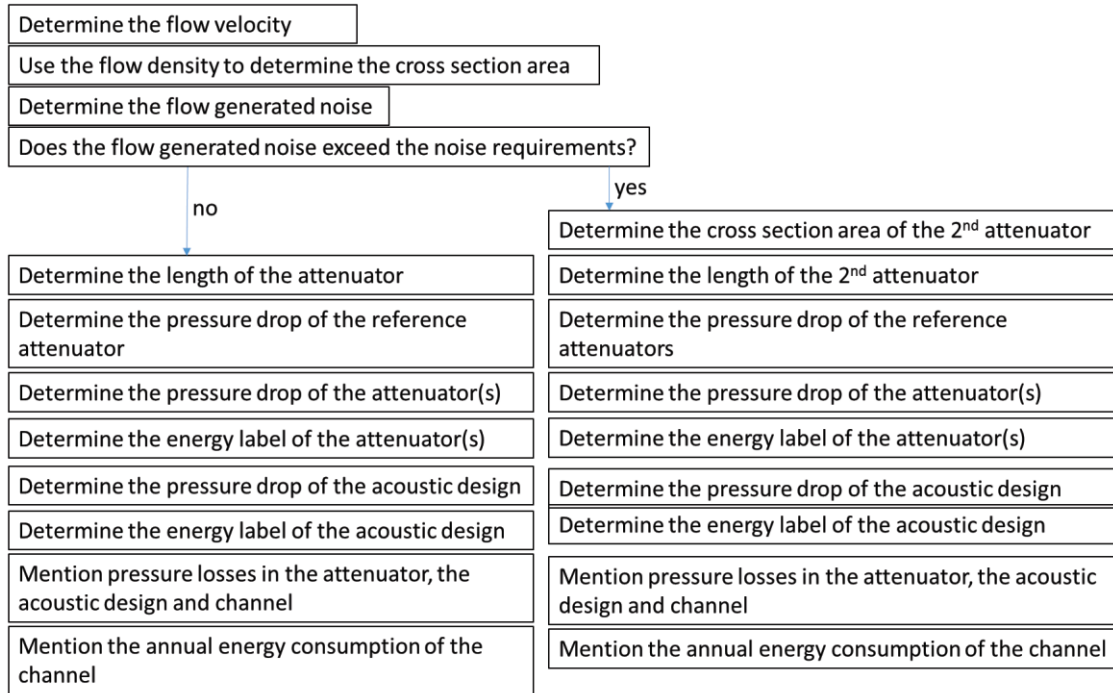 Determine the flow velocity
Use the flow density to determine the cross section area
Determine the flow generated noise
Does the flow generated noise exceed the noise requirements?
no
yes
Determine the length of the attenuator
Determine the pressure drop of the reference
attenuator
Determine the pressure drop of the attenuator(s)
Determine the energy label of the attenuator(s)
Determine the pressure drop of the acoustic design
Determine the energy label of the acoustic design
Mention pressure losses in the attenuator, the
acoustic design and channel
Mention the annual energy consumption of the
channel
Determine the cross section area of the 2nd attenuator
Determine the length of the 2nd attenuator
Determine the pressure drop of the reference
attenuators
Determine the pressure drop of the attenuator(s)
Determine the energy label of the attenuator(s)
Determine the pressure drop of the acoustic design
Determine the energy label of the acoustic design
Mention pressure losses in the attenuator, the acoustic
design and channel
Mention the annual energy consumption of the channel